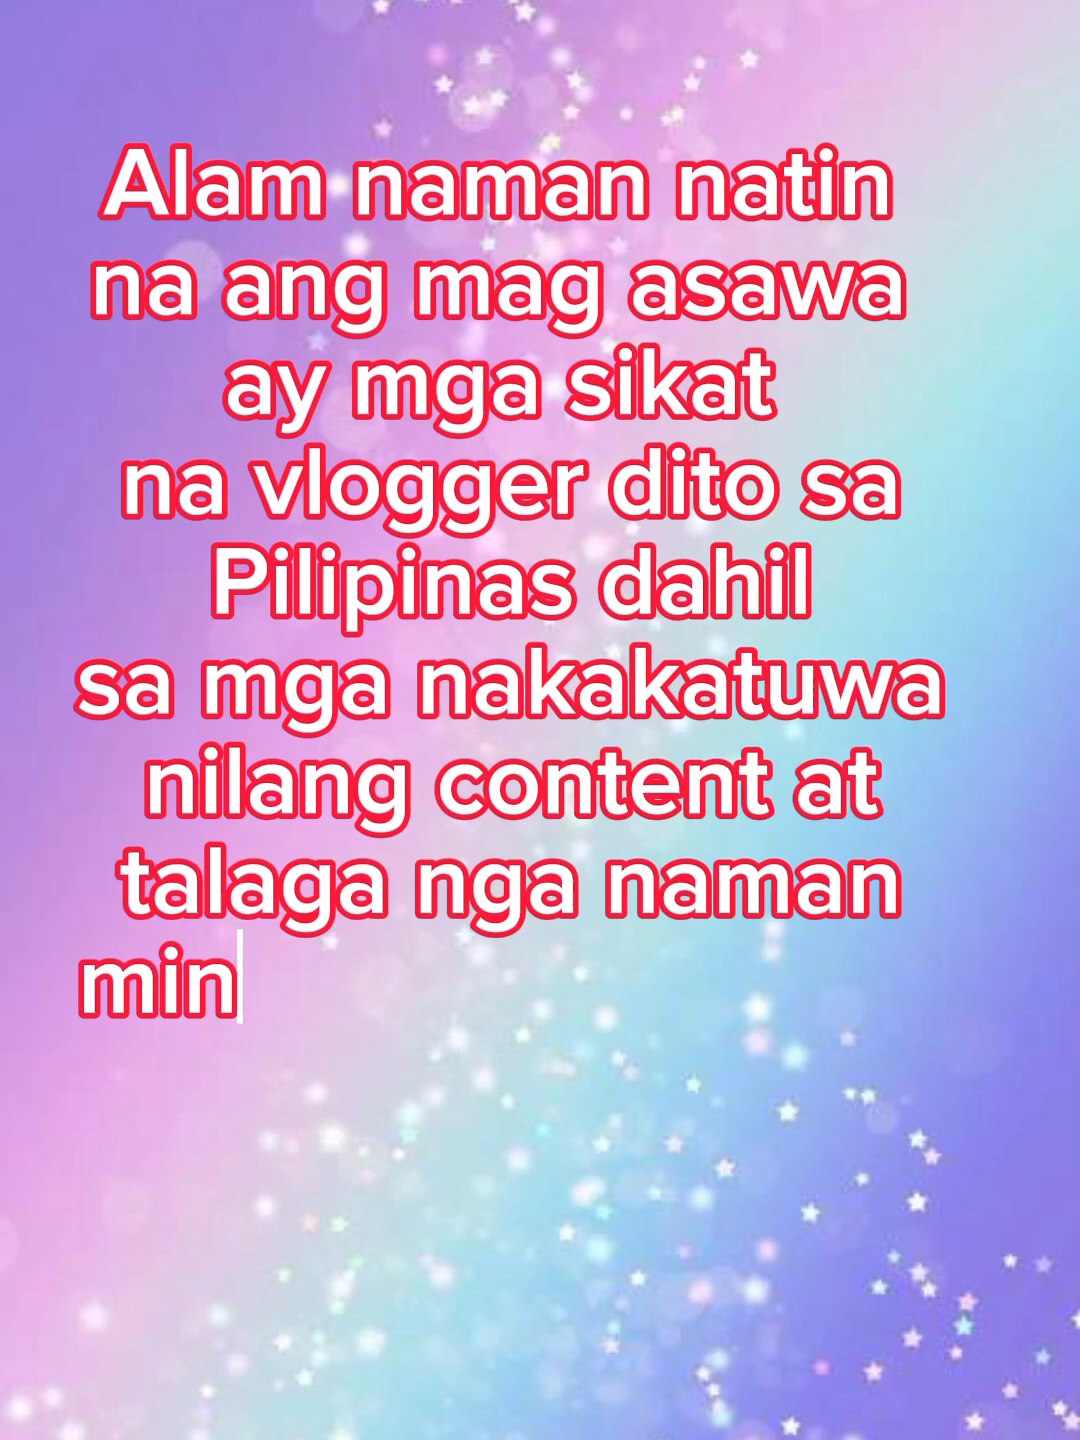 Alam naman natin
na ang mag asawa
ay mga sikat
na vlogger dito sa
Pilipinas dahil
sa mga nakakatuwa
nilang content at
talaga nga naman
min